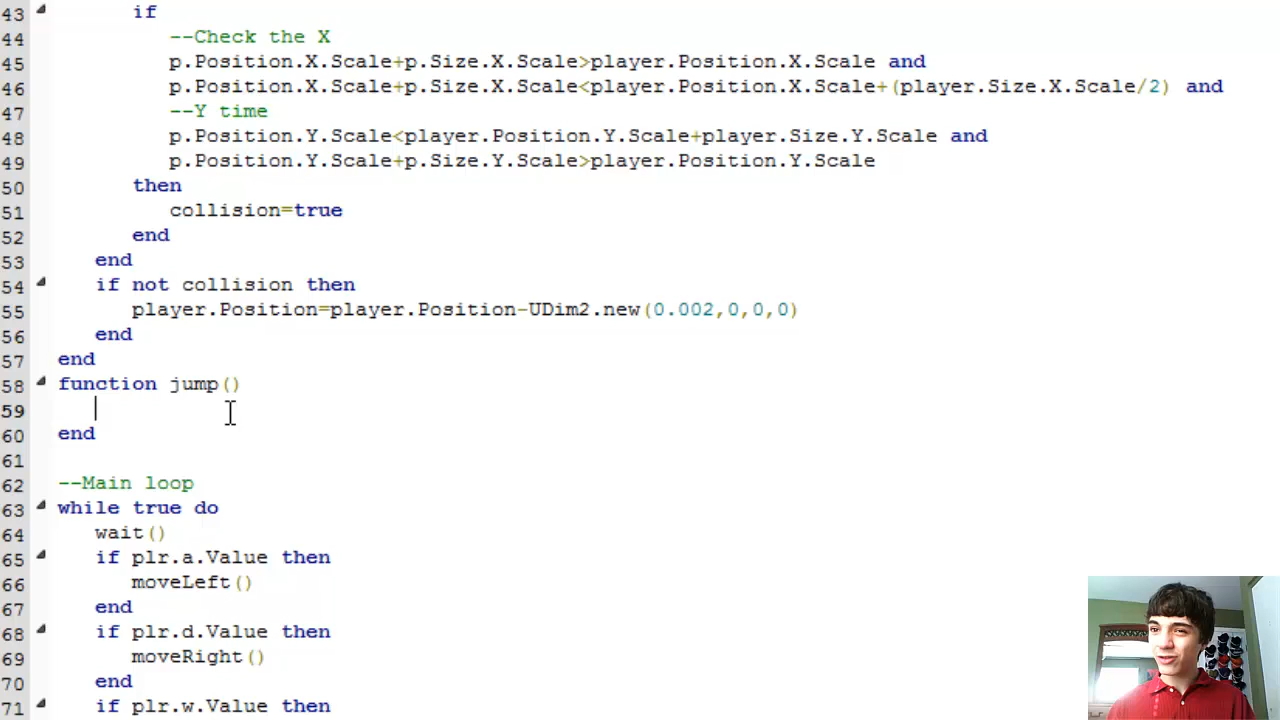 43 if
44 --Check the X
45 p.Position.X.Scale+p.Size.X.Scale>player.Position.X.Scale and
46 p.Position.X.Scale+p.Size.X.Scale<player.Position.X.Scale+(player.Size.X.Scale/2) and
47 --Y time
48 p.Position.Y.Scale<player.Position.Y.Scale+player.Size.Y.Scale and
49 p.Position.Y.Scale+p.Size.Y.Scale>player.Position.Y.Scale
50 then
51 collision=true
52 end
53 end
54 if not collision then
55 player.Position=player.Position-UDim2.new(0.002,0,0,0)
56 end
57 end
58 function jump()
59
60 end
61
62 --Main loop
63 while true do
64 wait()
65 if plr.a.Value then
66 moveLeft()
67 end
68 if plr.d.Value then
69 moveRight()
70 end
71 if plr.w.Value then